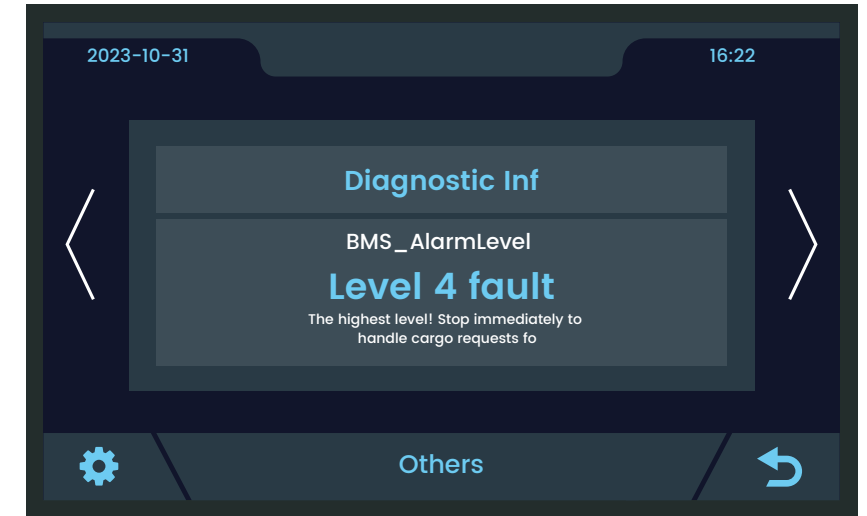 2023-10-31
16:22
Diagnostic Inf
BMS_AlarmLevel
Level 4 fault
The highest level! Stop immediately to
handle cargo requests fo
Others